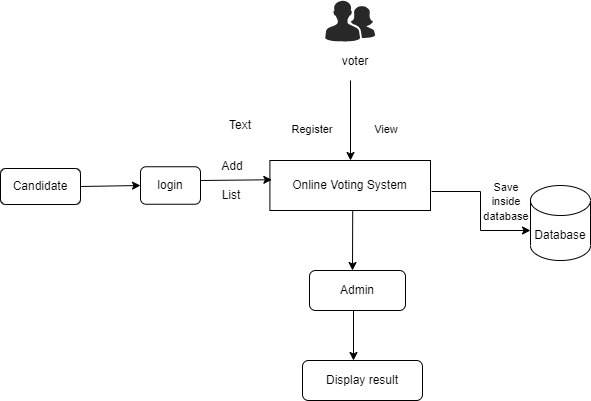 voter
Text
Register
View
Add
Candidate
login
List
Online Voting System
Save
inside
database
Database
Admin
Display result